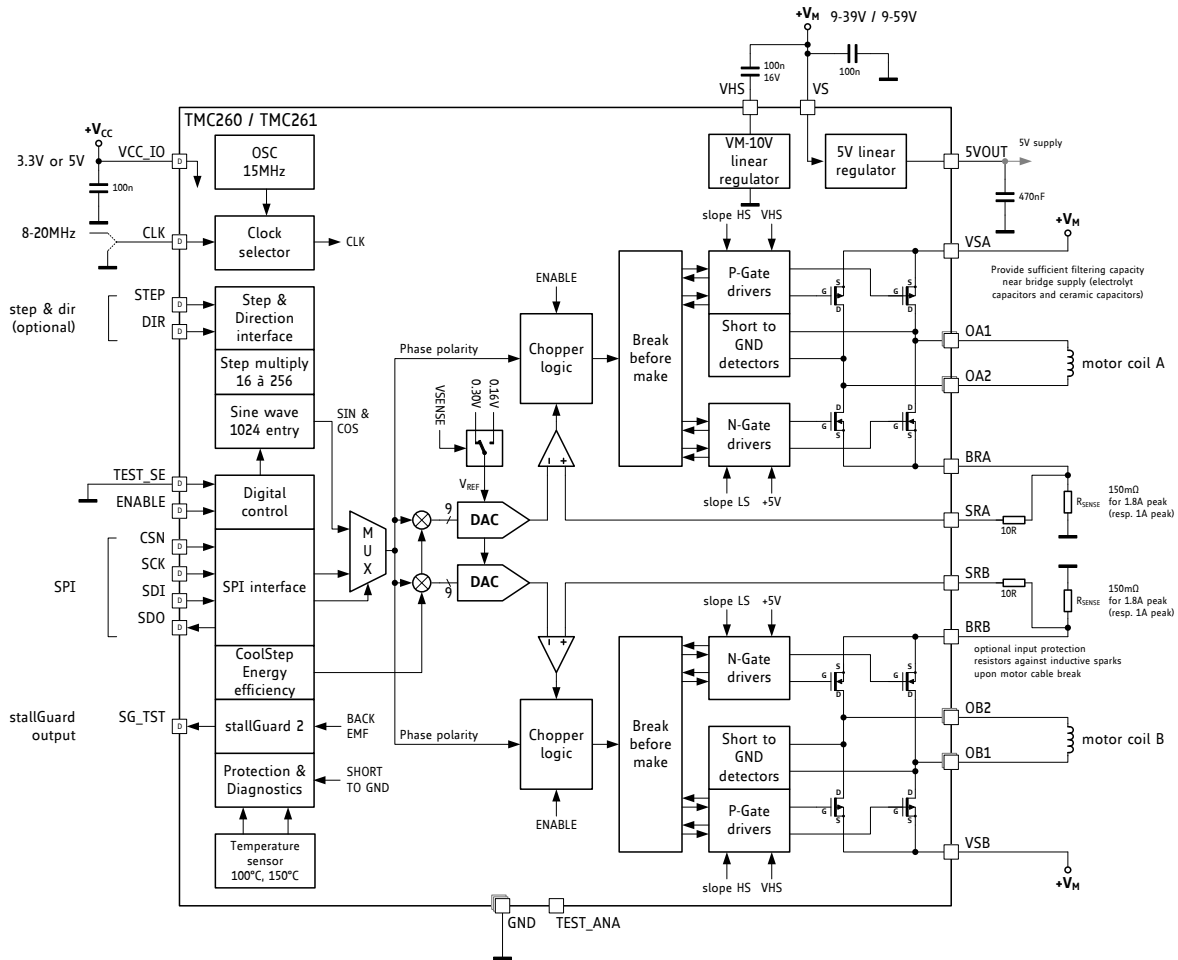 +VM 9-39V / 9-59V
100n
16V
100n
VHS
VS
TMC260 / TMC261
+VCC
3.3V or 5V
VCC_IO
D
100n
OSC
15MHz
VM-10V
linear
regulator
5V linear
regulator
5VOUT
5V supply
470nF
slope HS
VHS
+VM
8-20MHz
CLK
D
Clock
selector
CLK
VSA
Provide sufficient filtering capacity
near bridge supply (electrolyt
capacitors and ceramic capacitors)
ENABLE
P-Gate
drivers
G
S
D
G
S
D
step & dir
(optional)
STEP
D
DIR
D
Step &
Direction
interface
Step multiply
16 à 256
Sine wave
1024 entry
SIN &
COS
Phase polarity
Chopper
logic
Break
before
make
Short to
GND
detectors
OA1
OA2
motor coil A
VSENSE
0.30V
0.16V
VREF
N-Gate
drivers
G
D
S
G
D
S
slope LS
+5V
BRA
TEST_SE
D
ENABLE
D
Digital
control
9
DAC
SRA
10R
RSENSE
150mΩ
for 1.8A peak
(resp. 1A peak)
SPI
CSN
D
SCK
D
SDI
D
SDO
D
SPI interface
M
U
X
9
DAC
SRB
10R
RSENSE
150mΩ
for 1.8A peak
(resp. 1A peak)
slope LS
+5V
BRB
optional input protection
resistors against inductive sparks
upon motor cable break
CoolStep
Energy
efficiency
N-Gate
drivers
G
S
D
G
S
D
stallGuard
output
SG_TST
D
stallGuard 2
BACK
EMF
Phase polarity
Chopper
logic
Break
before
make
Short to
GND
detectors
OB2
OB1
motor coil B
Protection &
Diagnostics
SHORT
TO GND
ENABLE
P-Gate
drivers
G
D
S
G
D
S
slope HS
VHS
VSB
+VM
Temperature
sensor
100°C, 150°C
GND
TEST_ANA